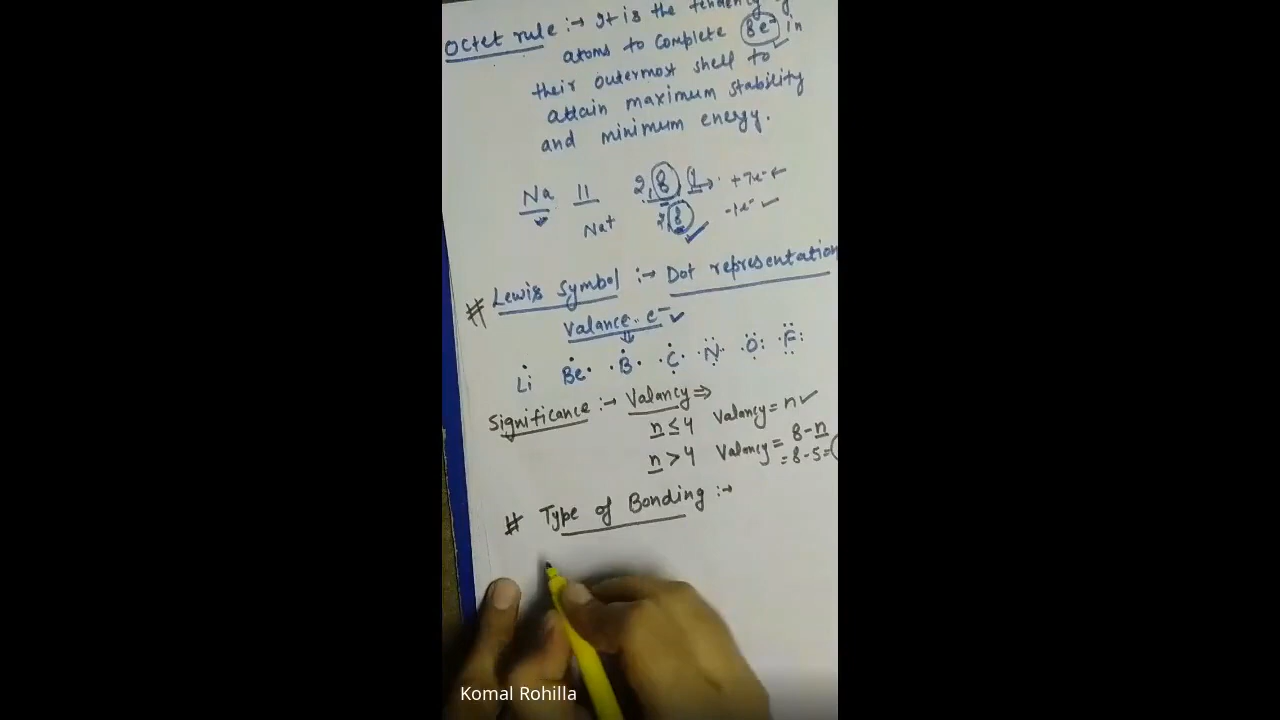 Octet rule :→ It is the tendency of
atoms to complete 8e⁻ in
their outermost shell to
attain maximum stability
and minimum energy.
Na 11 2,8,1 → +7e⁻
Na⁺ 2,8 -1e⁻
# Lewis Symbol :→ Dot representation
Valance e⁻
Li Be B C N O F
Significance :→ Valancy ⇒
n ≤ 4 Valancy = n
n > 4 Valancy = 8-n
= 8-5=
# Type of Bonding :→
Komal Rohilla